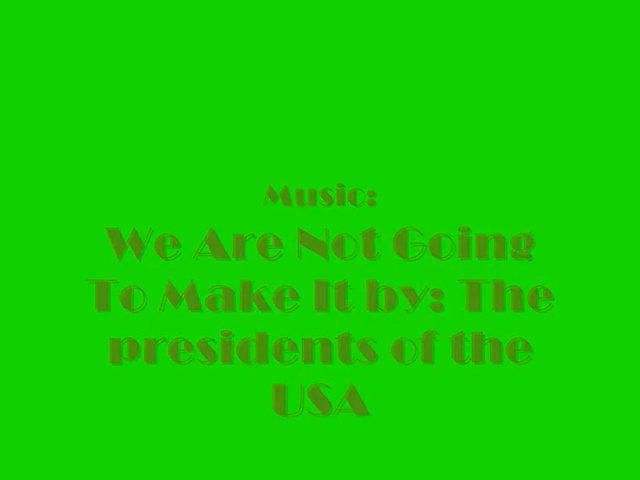 Music:
We Are Not Going
To Make It by: The
presidents of the
USA